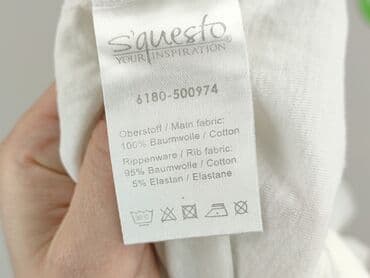 S'questo®
YOUR INSPIRATION
6180-500974
Oberstoff / Main fabric:
100% Baumwolle / Cotton
Rippenware / Rib fabric:
95% Baumwolle / Cotton
5% Elastan / Elastane